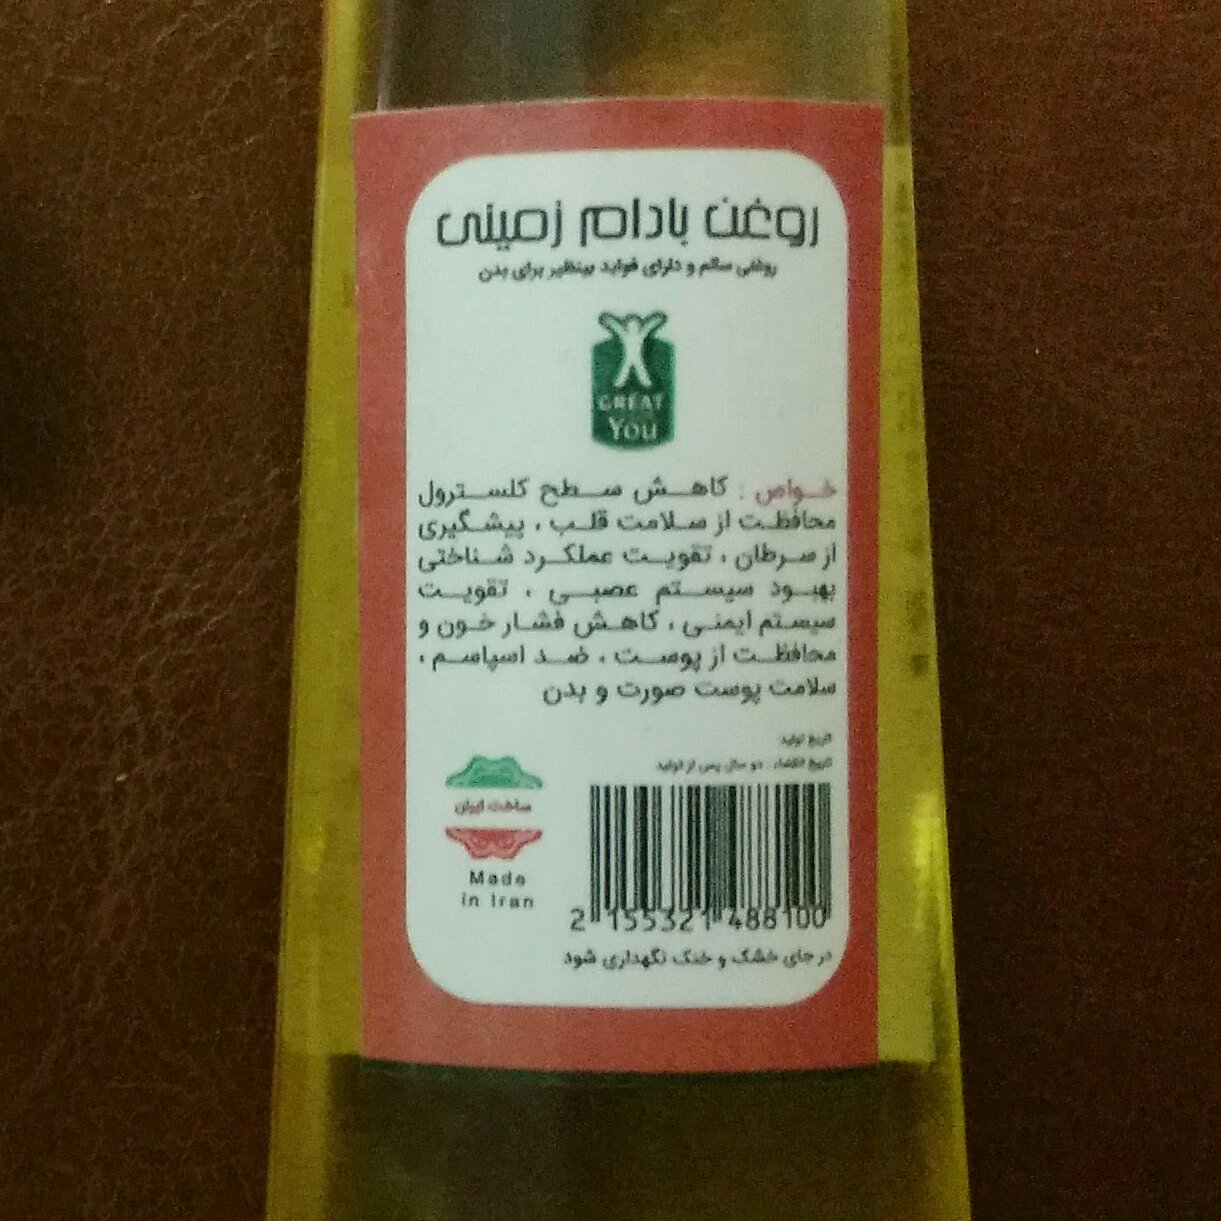 روغن بادام زمینی
روغنی سالم و دارای فواید بینظیر برای بدن
GREAT
You
خواص : کاهش سطح کلسترول
محافظت از سلامت قلب ، پیشگیری
از سرطان ، تقویت عملکرد شناختی
بهبود سیستم عصبی ، تقویت
سیستم ایمنی ، کاهش فشار خون و
محافظت از پوست ، ضد اسپاسم ،
سلامت پوست صورت و بدن
تاریخ تولید
تاریخ انقضاء : دو سال پس از تولید
ساخت ایران
Made
in Iran
2 155321 488100
در جای خشک و خنک نگهداری شود